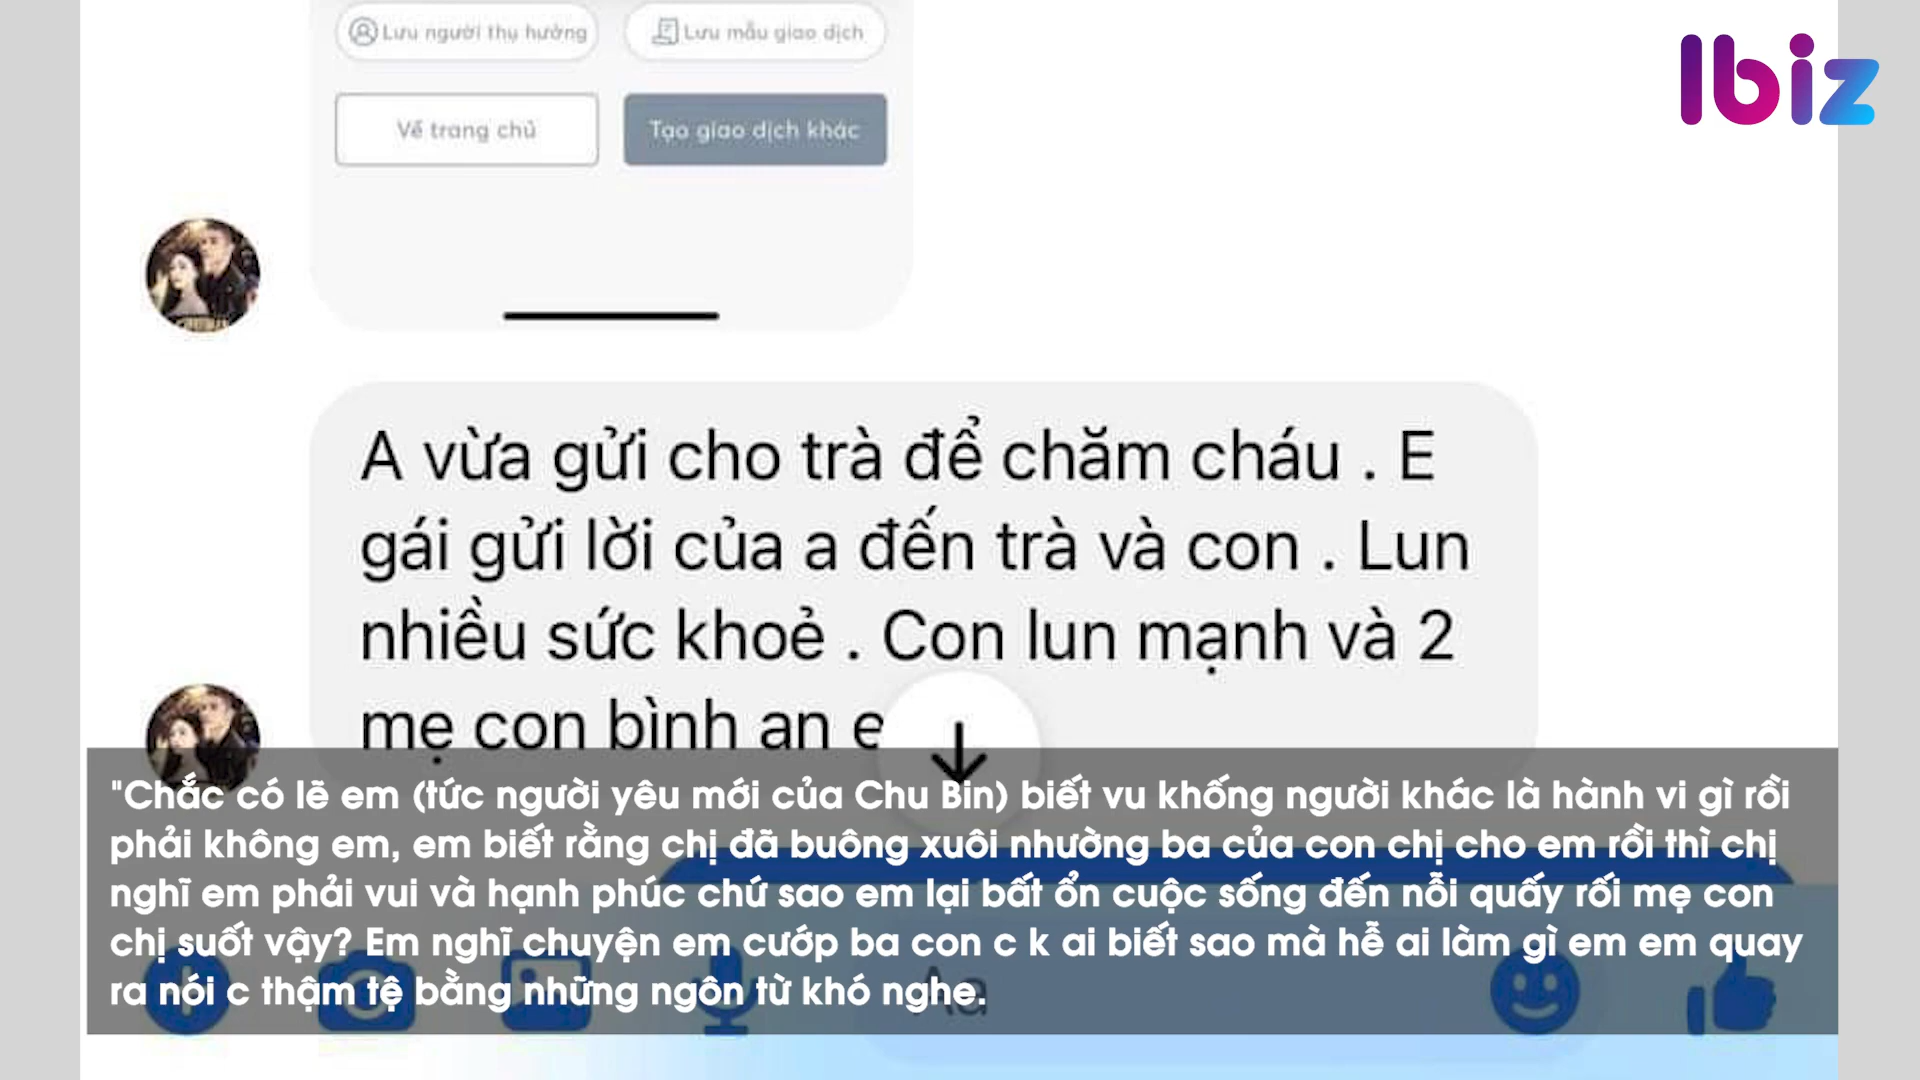 Lưu người thụ hưởng
Lưu mẫu giao dịch
Ibiz
Về trang chủ
Tạo giao dịch khác
A vừa gửi cho trà để chăm cháu . E
gái gửi lời của a đến trà và con . Lun
nhiều sức khoẻ . Con lun mạnh và 2
mẹ con bình an e
"Chắc có lẽ em (tức người yêu mới của Chu Bin) biết vu khống người khác là hành vi gì rồi
phải không em, em biết rằng chị đã buông xuôi nhường ba của con chị cho em rồi thì chị
nghĩ em phải vui và hạnh phúc chứ sao em lại bất ổn cuộc sống đến nỗi quấy rối mẹ con
chị suốt vậy? Em nghĩ chuyện em cướp ba con c k ai biết sao mà hễ ai làm gì em em quay
ra nói c thậm tệ bằng những ngôn từ khó nghe.
Aa